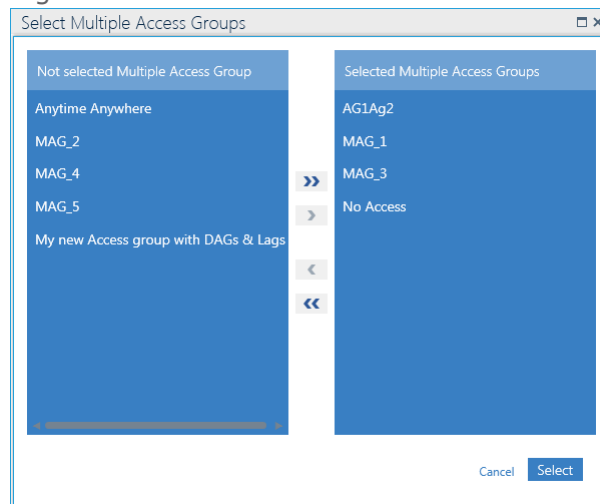 Select Multiple Access Groups
Not selected Multiple Access Group
Anytime Anywhere
MAG_2
MAG_4
MAG_5
My new Access group with DAGs & Lags
Selected Multiple Access Groups
AG1Ag2
MAG_1
MAG_3
No Access
Cancel
Select